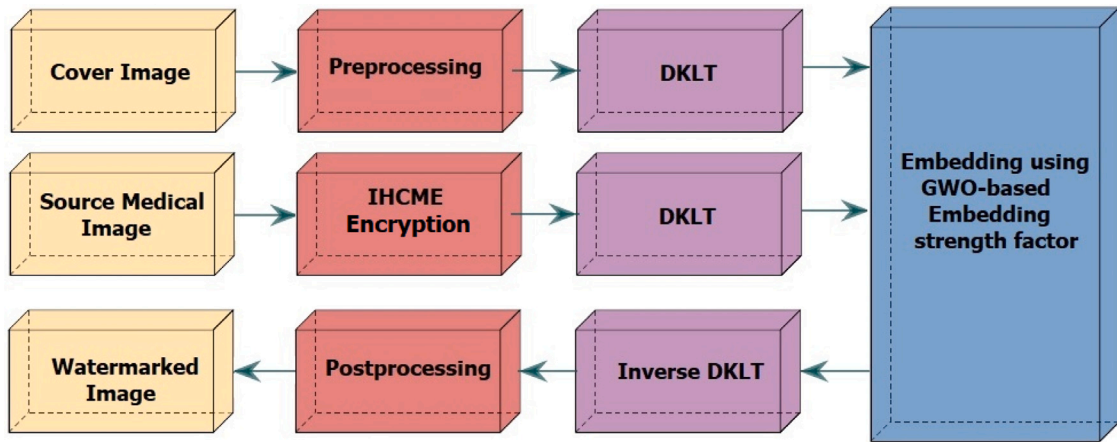 Cover Image
Preprocessing
DKLT
Source Medical
Image
IHCME
Encryption
DKLT
Embedding using
GWO-based
Embedding
strength factor
Watermarked
Image
Postprocessing
Inverse DKLT